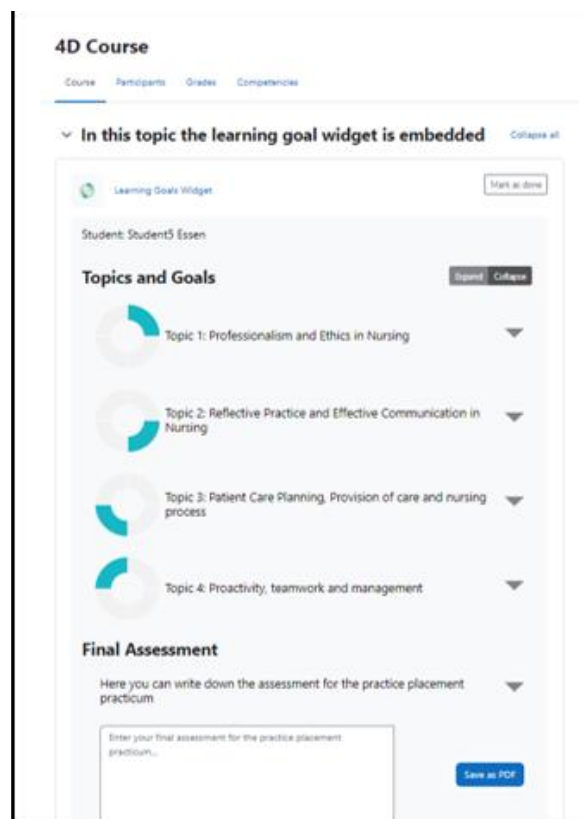 4D Course
Course Participants Grades Competencies
In this topic the learning goal widget is embedded Collapse all
Learning Goals Widget Mark as done
Student: Student5 Essen
Topics and Goals Expand Collapse
Topic 1: Professionalism and Ethics in Nursing
Topic 2: Reflective Practice and Effective Communication in
Nursing
Topic 3: Patient Care Planning, Provision of care and nursing
process
Topic 4: Proactivity, teamwork and management
Final Assessment
Here you can write down the assessment for the practice placement
practicum
Enter your final assessment for the practice placement
practicum...
Save as PDF